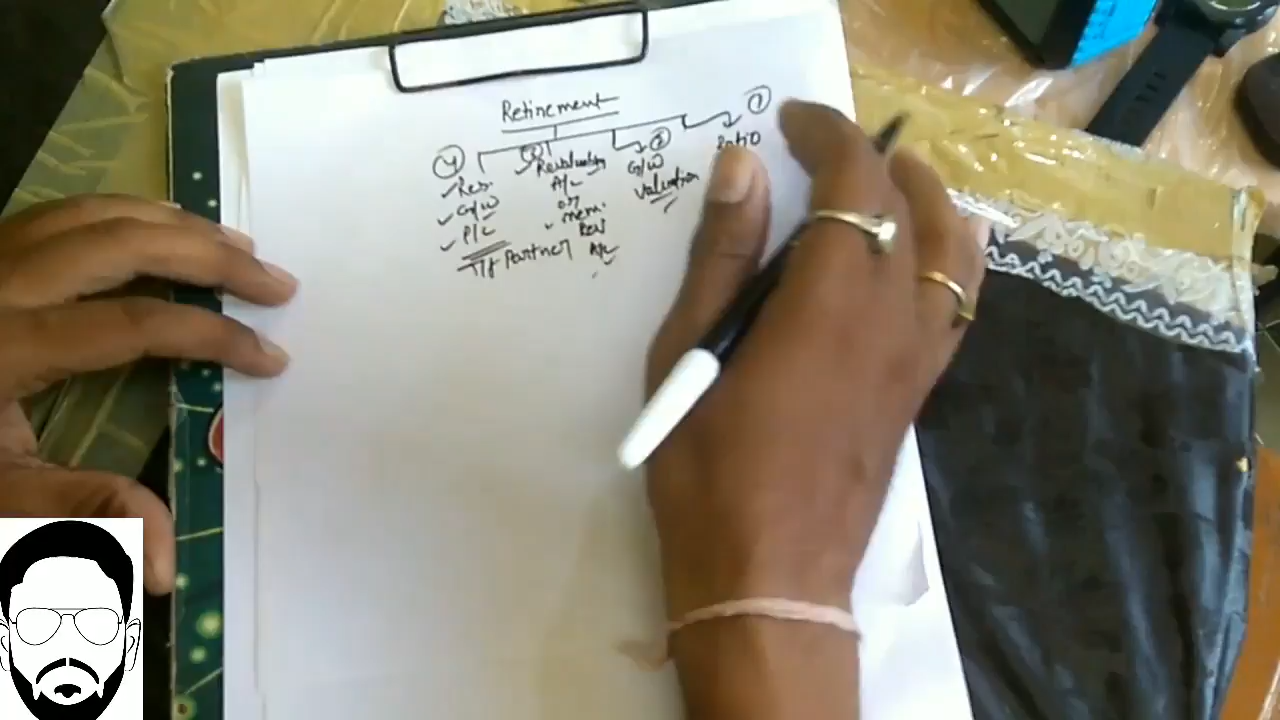 Retirement
①
Ratio
②
G/W
Valuation
③
Revaluation
A/c
or
Mem.
Rev
A/c
④
Res.
G/W
P/L
T/f Partner